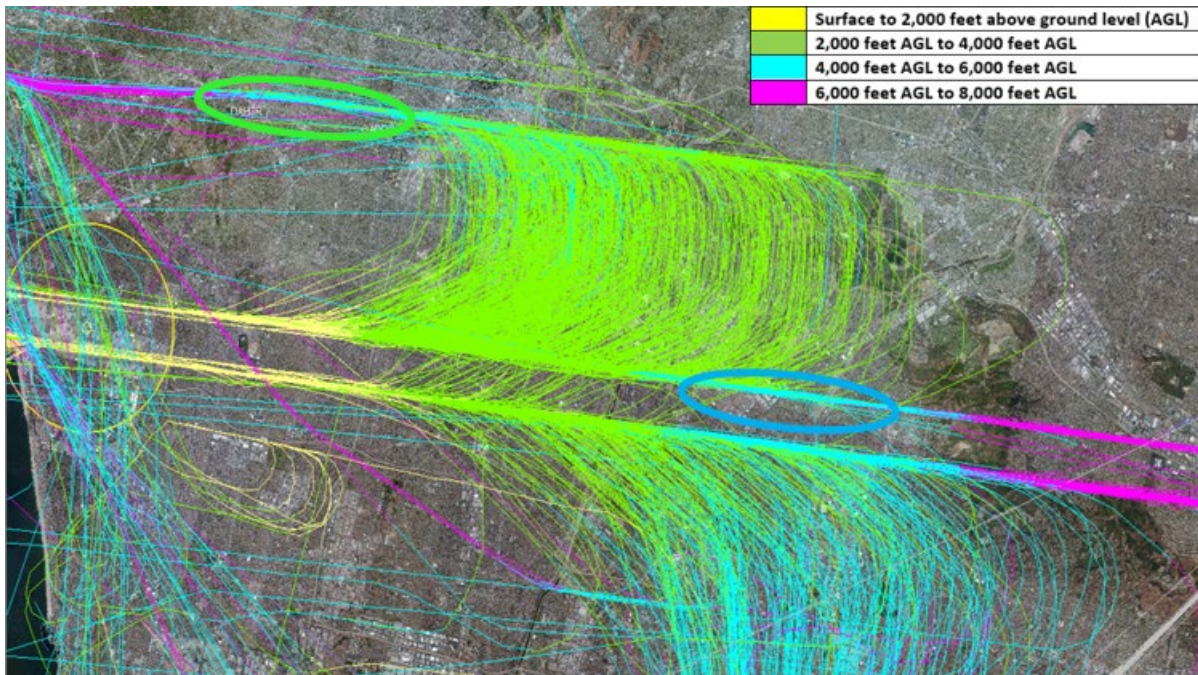 Surface to 2,000 feet above ground level (AGL)
2,000 feet AGL to 4,000 feet AGL
4,000 feet AGL to 6,000 feet AGL
6,000 feet AGL to 8,000 feet AGL